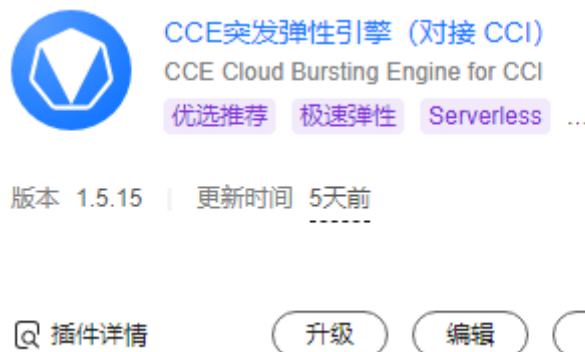 CCE突发弹性引擎（对接 CCI）
CCE Cloud Bursting Engine for CCI
优选推荐 极速弹性 Serverless ...
版本 1.5.15 | 更新时间 5天前
插件详情 升级 编辑